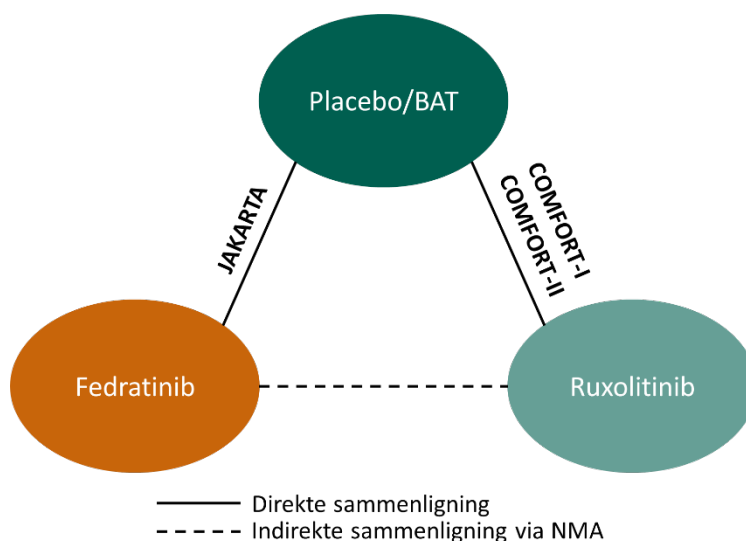 Placebo/BAT
JAKARTA
COMFORT-I
COMFORT-II
Fedratinib
Ruxolitinib
Direkte sammenligning
Indirekte sammenligning via NMA